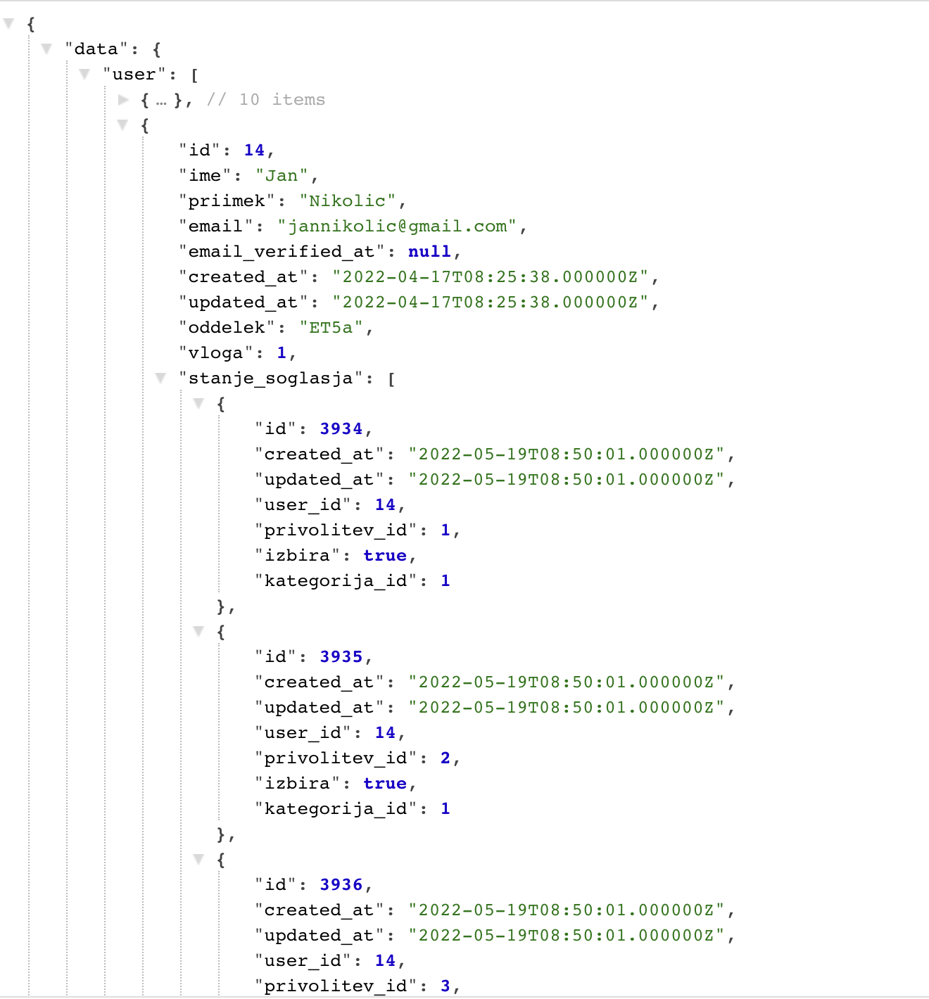 {
"data": {
"user": [
{ … }, // 10 items
{
"id": 14,
"ime": "Jan",
"priimek": "Nikolic",
"email": "jannikolic@gmail.com",
"email_verified_at": null,
"created_at": "2022-04-17T08:25:38.000000Z",
"updated_at": "2022-04-17T08:25:38.000000Z",
"oddelek": "ET5a",
"vloga": 1,
"stanje_soglasja": [
{
"id": 3934,
"created_at": "2022-05-19T08:50:01.000000Z",
"updated_at": "2022-05-19T08:50:01.000000Z",
"user_id": 14,
"privolitev_id": 1,
"izbira": true,
"kategorija_id": 1
},
{
"id": 3935,
"created_at": "2022-05-19T08:50:01.000000Z",
"updated_at": "2022-05-19T08:50:01.000000Z",
"user_id": 14,
"privolitev_id": 2,
"izbira": true,
"kategorija_id": 1
},
{
"id": 3936,
"created_at": "2022-05-19T08:50:01.000000Z",
"updated_at": "2022-05-19T08:50:01.000000Z",
"user_id": 14,
"privolitev_id": 3,